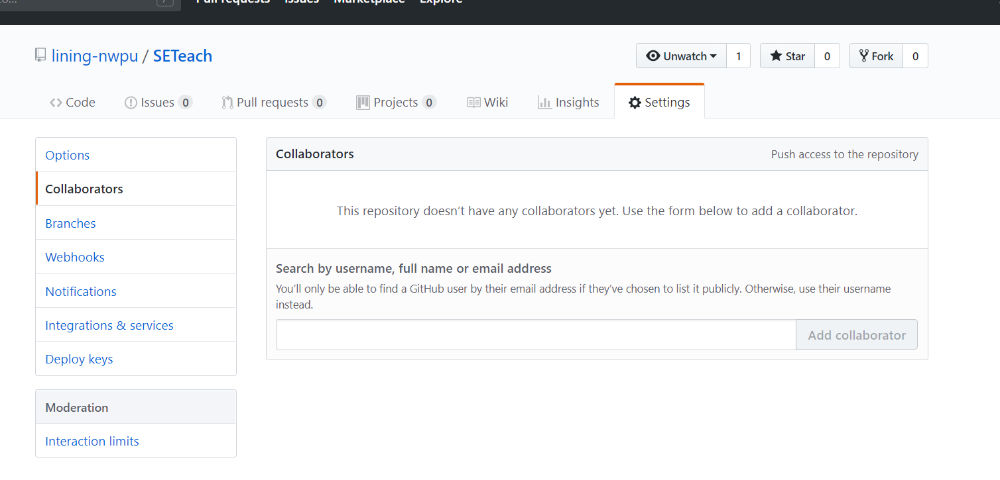 Pull requests Issues Marketplace Explore
lining-nwpu / SETeach
Unwatch 1 Star 0 Fork 0
Code Issues 0 Pull requests 0 Projects 0 Wiki Insights Settings
Options
Collaborators
Branches
Webhooks
Notifications
Integrations & services
Deploy keys
Moderation
Interaction limits
Collaborators Push access to the repository
This repository doesn’t have any collaborators yet. Use the form below to add a collaborator.
Search by username, full name or email address
You’ll only be able to find a GitHub user by their email address if they’ve chosen to list it publicly. Otherwise, use their username
instead.
Add collaborator